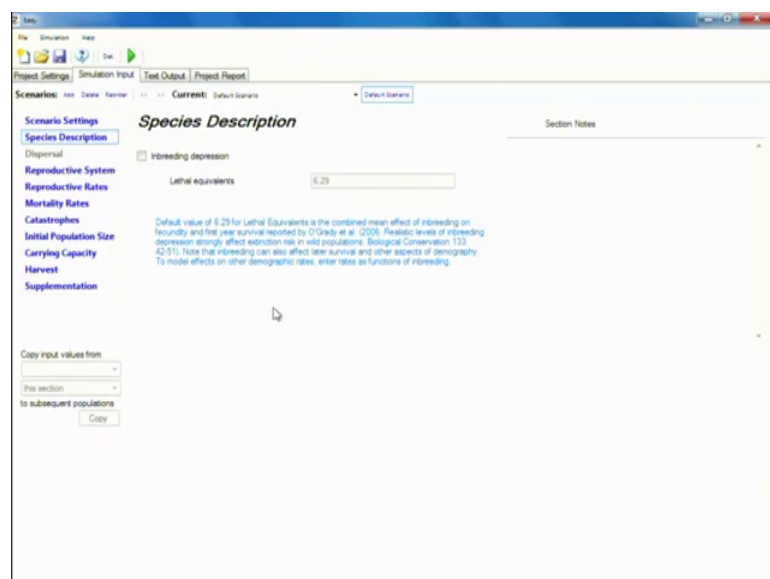 File Simulation Help
Project Settings Simulation Input Text Output Project Report
Scenarios: Add Delete Reorder << >> Current: Default Scenario Default Scenario
Species Description
Section Notes
Scenario Settings
Species Description
Dispersal
Reproductive System
Reproductive Rates
Mortality Rates
Catastrophes
Initial Population Size
Carrying Capacity
Harvest
Supplementation
Inbreeding depression
Lethal equivalents 6.29
Default value of 6.29 for Lethal Equivalents is the combined mean effect of inbreeding on
fecundity and first year survival reported by O'Grady et al. (2006. Realistic levels of inbreeding
depression strongly affect extinction risk in wild populations. Biological Conservation 133:
42-51). Note that inbreeding can also affect later survival and other aspects of demography.
To model effects on other demographic rates, enter rates as functions of inbreeding.
Copy input values from
this section
to subsequent populations
Copy